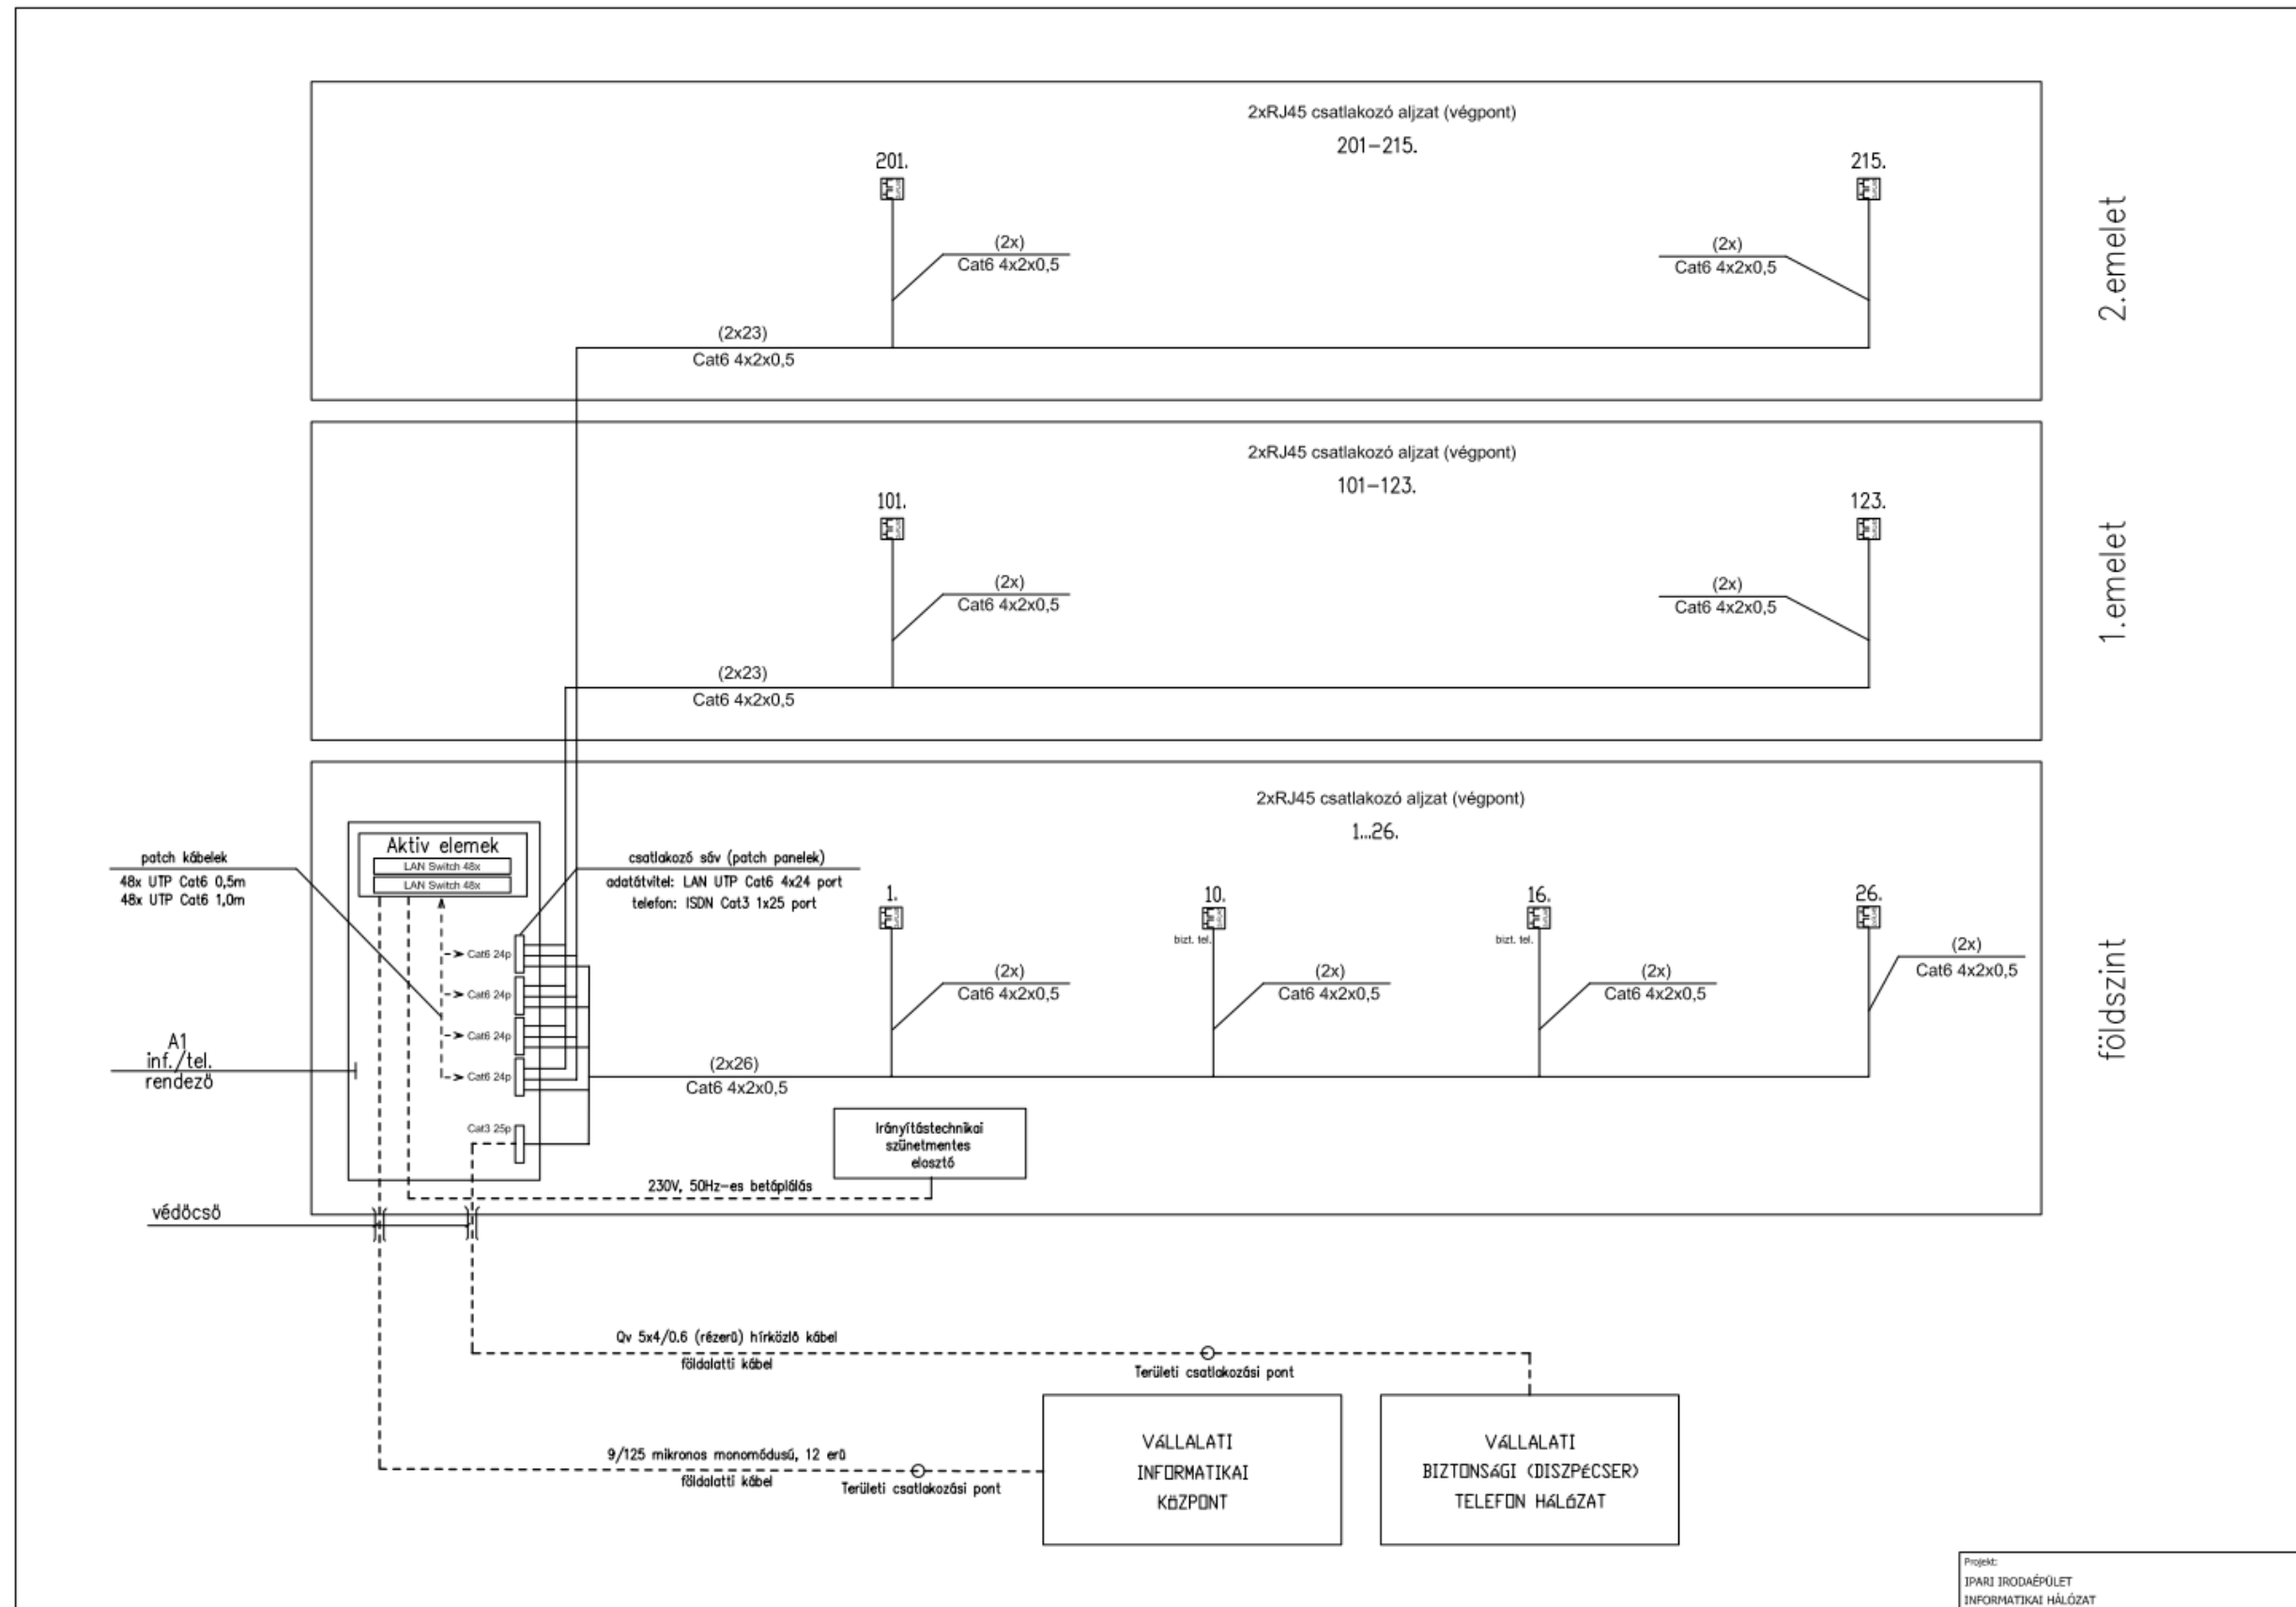 2xRJ45 csatlakozó aljzat (végpont)
201-215.
201.
215.
(2x)
Cat6 4x2x0,5
(2x)
Cat6 4x2x0,5
(2x23)
Cat6 4x2x0,5
2.emelet
2xRJ45 csatlakozó aljzat (végpont)
101-123.
101.
123.
(2x)
Cat6 4x2x0,5
(2x)
Cat6 4x2x0,5
(2x23)
Cat6 4x2x0,5
1.emelet
2xRJ45 csatlakozó aljzat (végpont)
1...26.
Aktiv elemek
LAN Switch 48x
LAN Switch 48x
patch kábelek
48x UTP Cat6 0,5m
48x UTP Cat6 1,0m
csatlakozó sáv (patch panelek)
adatátvitel: LAN UTP Cat6 4x24 port
telefon: ISDN Cat3 1x25 port
1.
10.
16.
26.
bizt. tel.
bizt. tel.
Cat6 24p
Cat6 24p
Cat6 24p
Cat6 24p
Cat3 25p
(2x)
Cat6 4x2x0,5
(2x)
Cat6 4x2x0,5
(2x)
Cat6 4x2x0,5
(2x)
Cat6 4x2x0,5
földszint
A1
inf./tel.
rendező
(2x26)
Cat6 4x2x0,5
Irányítástechnikai
szünetmentes
elosztó
230V, 50Hz-es betáplálás
védőcső
Qv 5x4/0.6 (rézerű) hírközlő kábel
földalatti kábel
Területi csatlakozási pont
9/125 mikronos monomódusú, 12 erű
földalatti kábel
Területi csatlakozási pont
VÁLLALATI
INFORMATIKAI
KÖZPONT
VÁLLALATI
BIZTONSÁGI (DISZPÉCSER)
TELEFON HÁLÓZAT
Projekt:
IPARI IRODAÉPÜLET
INFORMATIKAI HÁLÓZAT